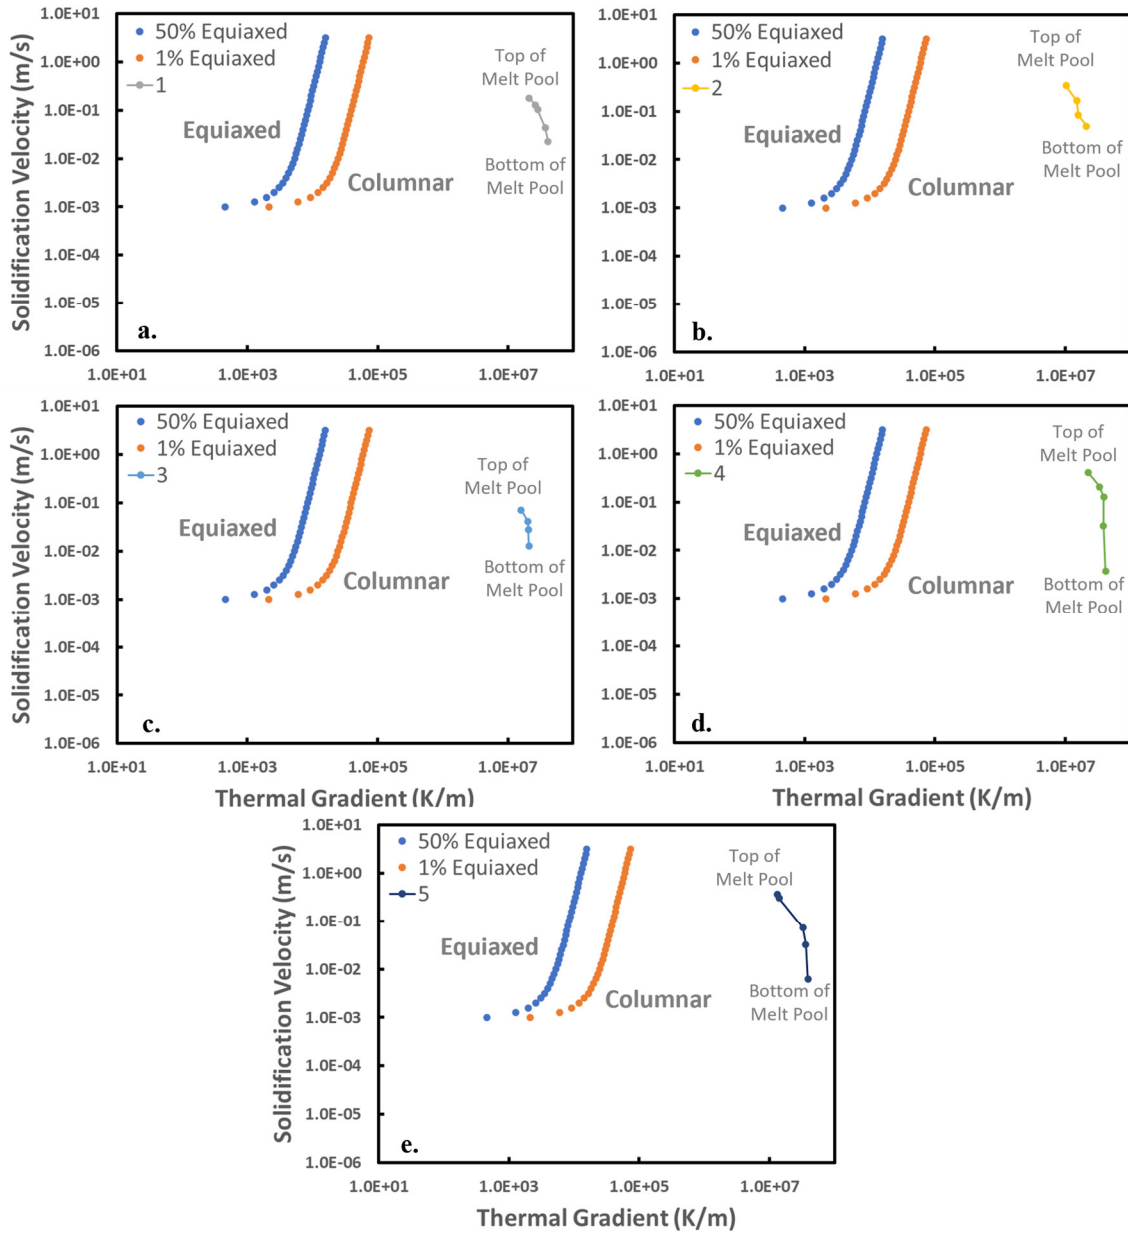 Solidification Velocity (m/s)
1.0E+01
1.0E+00
1.0E-01
1.0E-02
1.0E-03
1.0E-04
1.0E-05
1.0E-06
50% Equiaxed
1% Equiaxed
1
Top of
Melt Pool
Equiaxed
Bottom of
Melt Pool
Columnar
a.
1.0E+01
1.0E+03
1.0E+05
1.0E+07
1.0E+01
1.0E+00
1.0E-01
1.0E-02
1.0E-03
1.0E-04
1.0E-05
1.0E-06
50% Equiaxed
1% Equiaxed
2
Top of
Melt Pool
Equiaxed
Bottom of
Melt Pool
Columnar
b.
1.0E+01
1.0E+03
1.0E+05
1.0E+07
Solidification Velocity (m/s)
1.0E+01
1.0E+00
1.0E-01
1.0E-02
1.0E-03
1.0E-04
1.0E-05
1.0E-06
50% Equiaxed
1% Equiaxed
3
Top of
Melt Pool
Equiaxed
Bottom of
Melt Pool
Columnar
c.
1.0E+01
1.0E+03
1.0E+05
1.0E+07
Thermal Gradient (K/m)
1.0E+01
1.0E+00
1.0E-01
1.0E-02
1.0E-03
1.0E-04
1.0E-05
1.0E-06
50% Equiaxed
1% Equiaxed
4
Top of
Melt Pool
Equiaxed
Columnar
Bottom of
Melt Pool
d.
1.0E+01
1.0E+03
1.0E+05
1.0E+07
Thermal Gradient (K/m)
Solidification Velocity (m/s)
1.0E+01
1.0E+00
1.0E-01
1.0E-02
1.0E-03
1.0E-04
1.0E-05
1.0E-06
50% Equiaxed
1% Equiaxed
5
Top of
Melt Pool
Equiaxed
Columnar
Bottom of
Melt Pool
e.
1.0E+01
1.0E+03
1.0E+05
1.0E+07
Thermal Gradient (K/m)